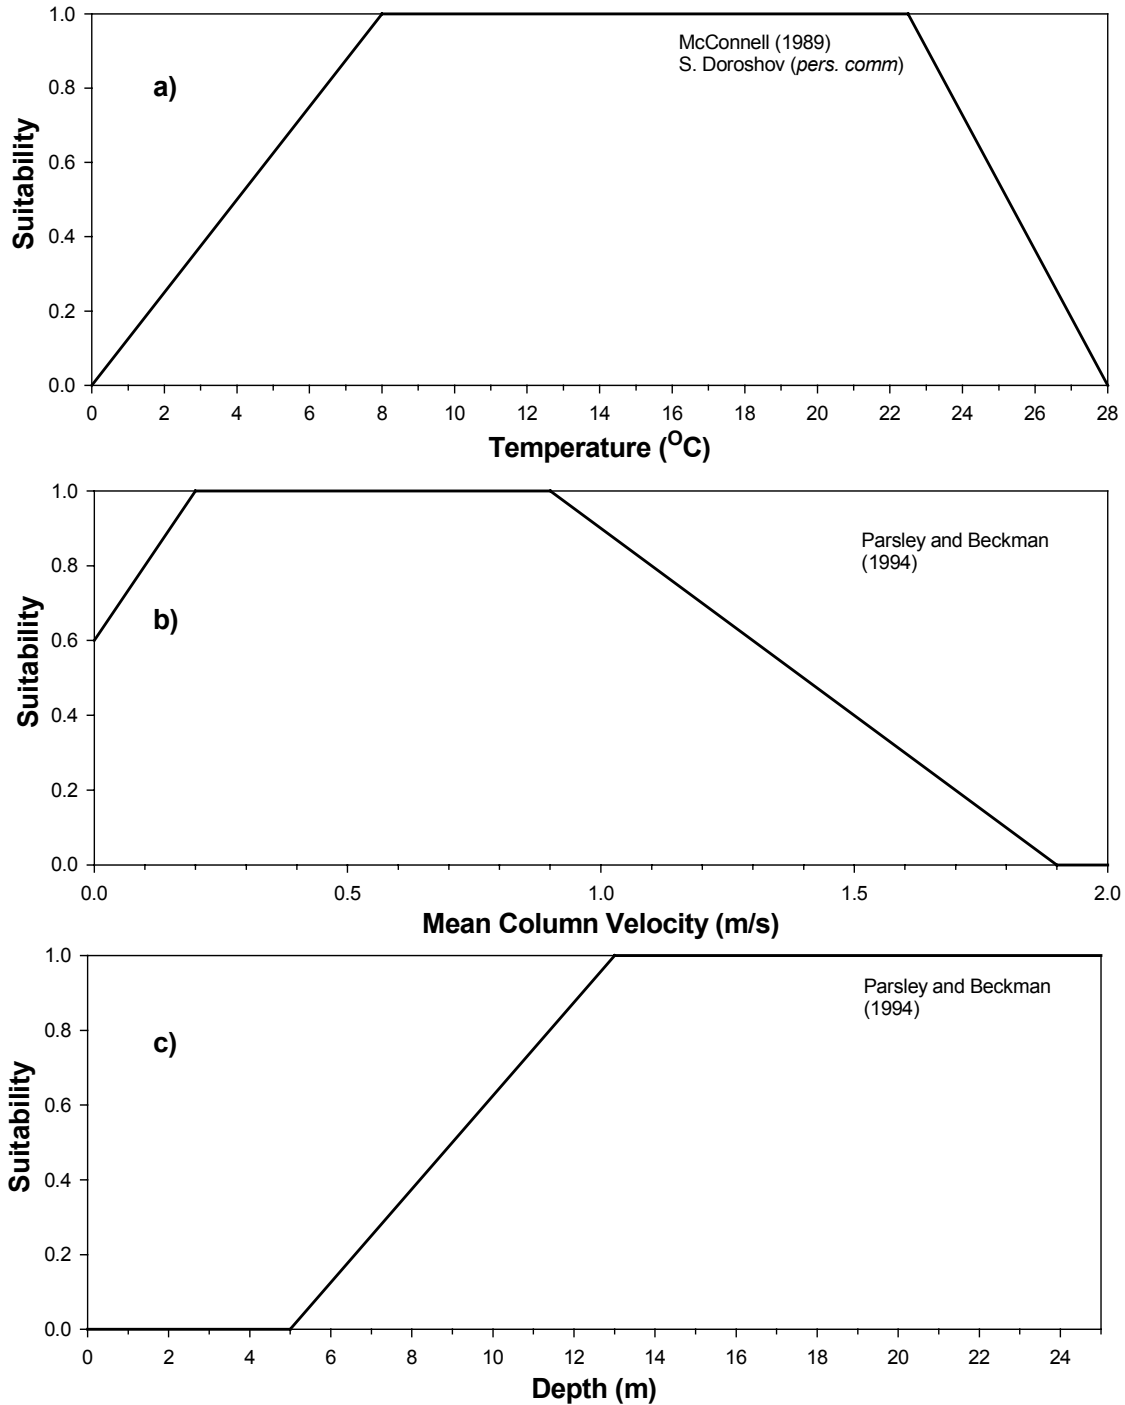 1.0
McConnell (1989)
S. Doroshov (pers. comm)
a)
0.8
0.6
0.4
0.2
0.0
Suitability
0 2 4 6 8 10 12 14 16 18 20 22 24 26 28
Temperature (OC)
1.0
Parsley and Beckman
(1994)
0.8
b)
0.6
0.4
0.2
0.0
Suitability
0.0 0.5 1.0 1.5 2.0
Mean Column Velocity (m/s)
1.0
Parsley and Beckman
(1994)
0.8
c)
0.6
0.4
0.2
0.0
Suitability
0 2 4 6 8 10 12 14 16 18 20 22 24
Depth (m)